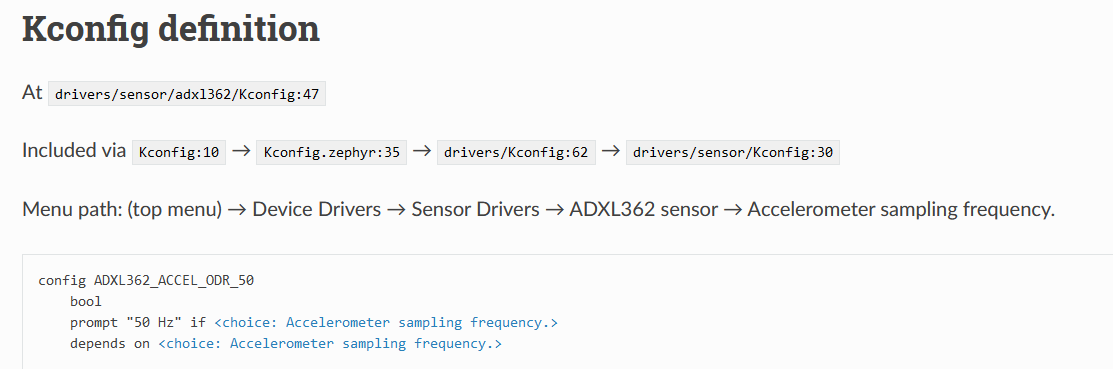 Kconfig definition
At drivers/sensor/adxl362/Kconfig:47
Included via Kconfig:10 → Kconfig.zephyr:35 → drivers/Kconfig:62 → drivers/sensor/Kconfig:30
Menu path: (top menu) → Device Drivers → Sensor Drivers → ADXL362 sensor → Accelerometer sampling frequency.
config ADXL362_ACCEL_ODR_50
    bool
    prompt "50 Hz" if <choice: Accelerometer sampling frequency.>
    depends on <choice: Accelerometer sampling frequency.>